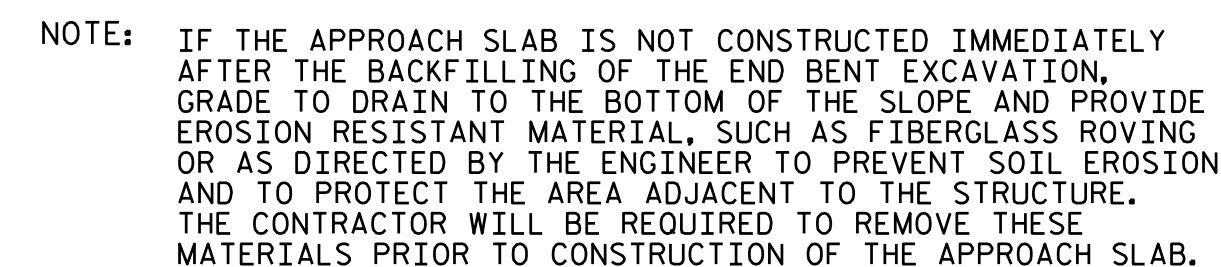 NOTE: IF THE APPROACH SLAB IS NOT CONSTRUCTED IMMEDIATELY
AFTER THE BACKFILLING OF THE END BENT EXCAVATION,
GRADE TO DRAIN TO THE BOTTOM OF THE SLOPE AND PROVIDE
EROSION RESISTANT MATERIAL, SUCH AS FIBERGLASS ROVING
OR AS DIRECTED BY THE ENGINEER TO PREVENT SOIL EROSION
AND TO PROTECT THE AREA ADJACENT TO THE STRUCTURE.
THE CONTRACTOR WILL BE REQUIRED TO REMOVE THESE
MATERIALS PRIOR TO CONSTRUCTION OF THE APPROACH SLAB.